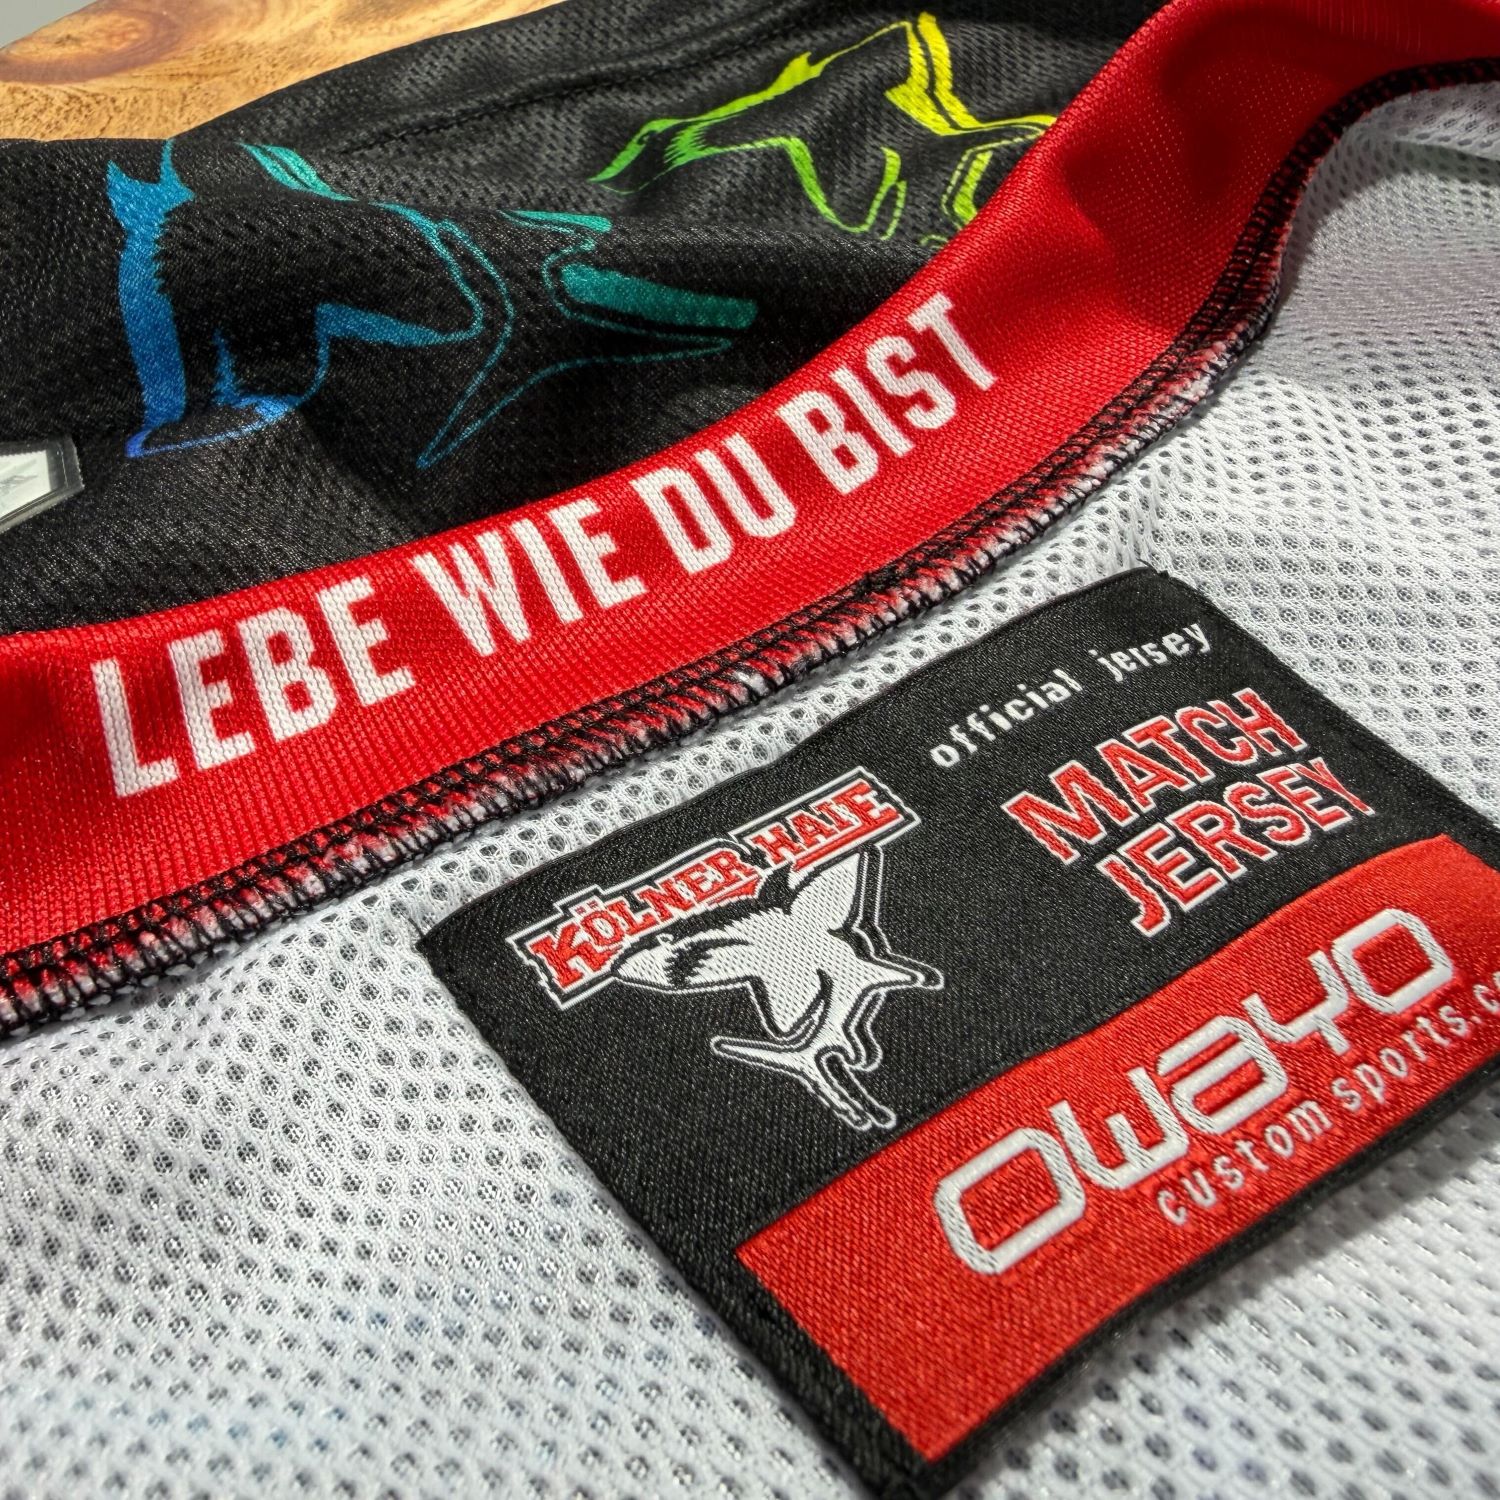 LEBE WIE DU BIST
official jersey
MATCH
JERSEY
KÖLNER HAIE
owayo
custom sports.c